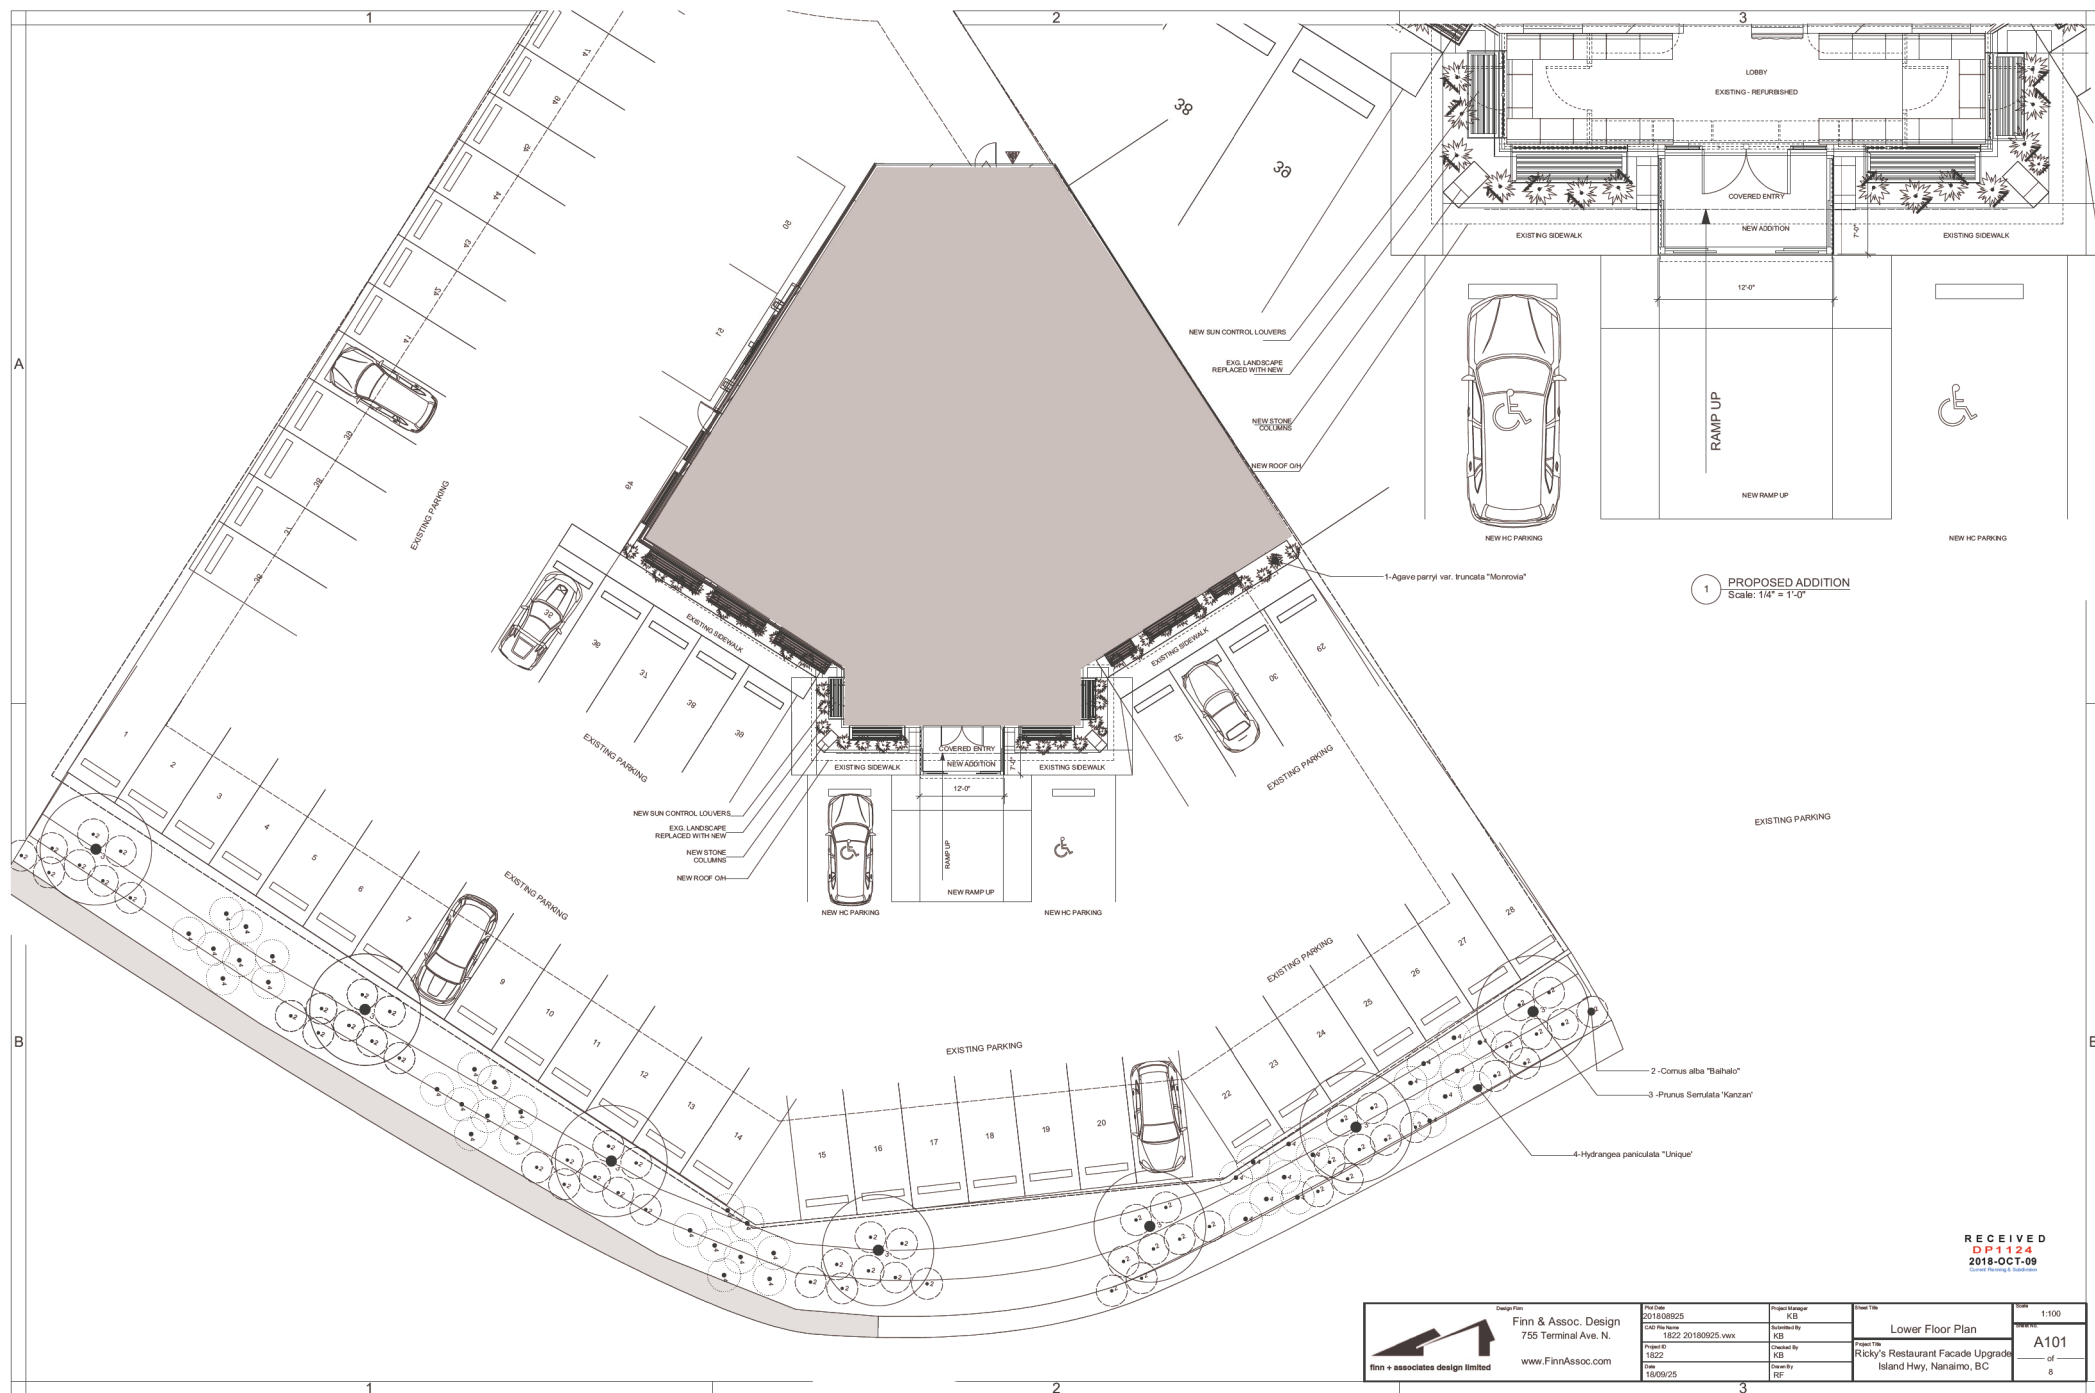 1
2
3
A
B
LOBBY
EXISTING - REFURBISHED
COVERED ENTRY
NEW ADDITION
EXISTING SIDEWALK
EXISTING SIDEWALK
7'-0"
12'-0"
RAMP UP
NEW RAMP UP
NEW HC PARKING
NEW HC PARKING
1
PROPOSED ADDITION
Scale: 1/4" = 1'-0"
NEW SUN CONTROL LOUVERS
EXG. LANDSCAPE
REPLACED WITH NEW
NEW STONE
COLUMNS
NEW ROOF O/H
1-Agave parryi var. truncata "Monrovia"
38
EXISTING PARKING
EXISTING SIDEWALK
EXISTING SIDEWALK
EXISTING PARKING
EXISTING PARKING
29
30
32
COVERED ENTRY
NEW ADDITION
EXISTING SIDEWALK
EXISTING SIDEWALK
7'-0"
12'-0"
NEW SUN CONTROL LOUVERS
EXG. LANDSCAPE
REPLACED WITH NEW
NEW STONE
COLUMNS
NEW ROOF O/H
RAMP UP
NEW RAMP UP
NEW HC PARKING
NEW HC PARKING
EXISTING PARKING
1
2
3
4
5
6
7
9
10
11
12
13
14
15
16
17
18
19
20
22
23
24
25
26
27
28
EXISTING PARKING
EXISTING PARKING
EXISTING PARKING
2 -Cornus alba "Baihalo"
3 -Prunus Serrulata 'Kanzan'
4-Hydrangea paniculata "Unique'
RECEIVED
DP1124
2018-OCT-09
Current Planning & Subdivision
finn + associates design limited
Design Firm
Finn & Assoc. Design
755 Terminal Ave. N.
www.FinnAssoc.com
Plot Date
201808925
CAD File Name
1822 20180925.vwx
Project ID
1822
Date
18/09/25
Project Manager
KB
Submitted By
KB
Checked By
KB
Drawn By
RF
Sheet Title
Lower Floor Plan
Project Title
Ricky's Restaurant Facade Upgrade
Island Hwy, Nanaimo, BC
Scale
1:100
Sheet No.
A101
of
8
1
2
3